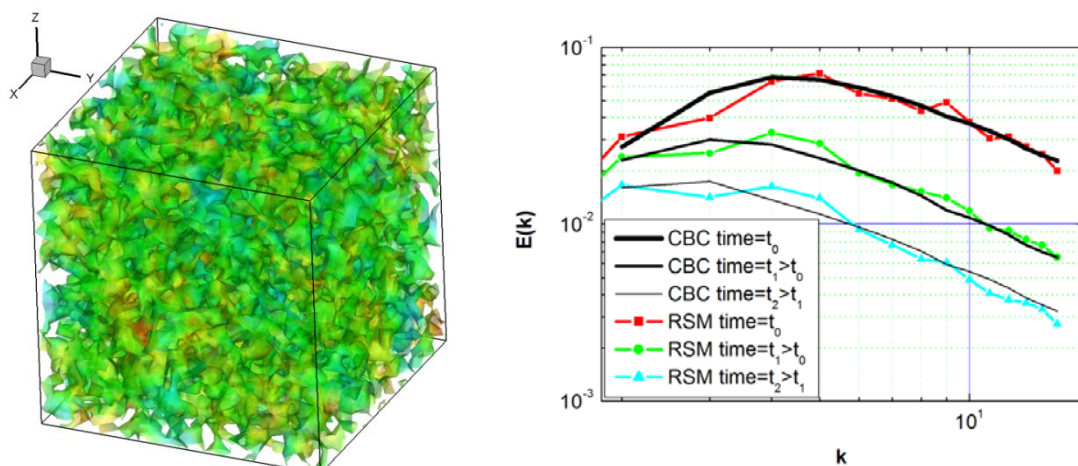 Z
Y
X
10⁻¹
10⁻²
10⁻³
E(k)
CBC time=t₀
CBC time=t₁>t₀
CBC time=t₂>t₁
RSM time=t₀
RSM time=t₁>t₀
RSM time=t₂>t₁
10¹
k